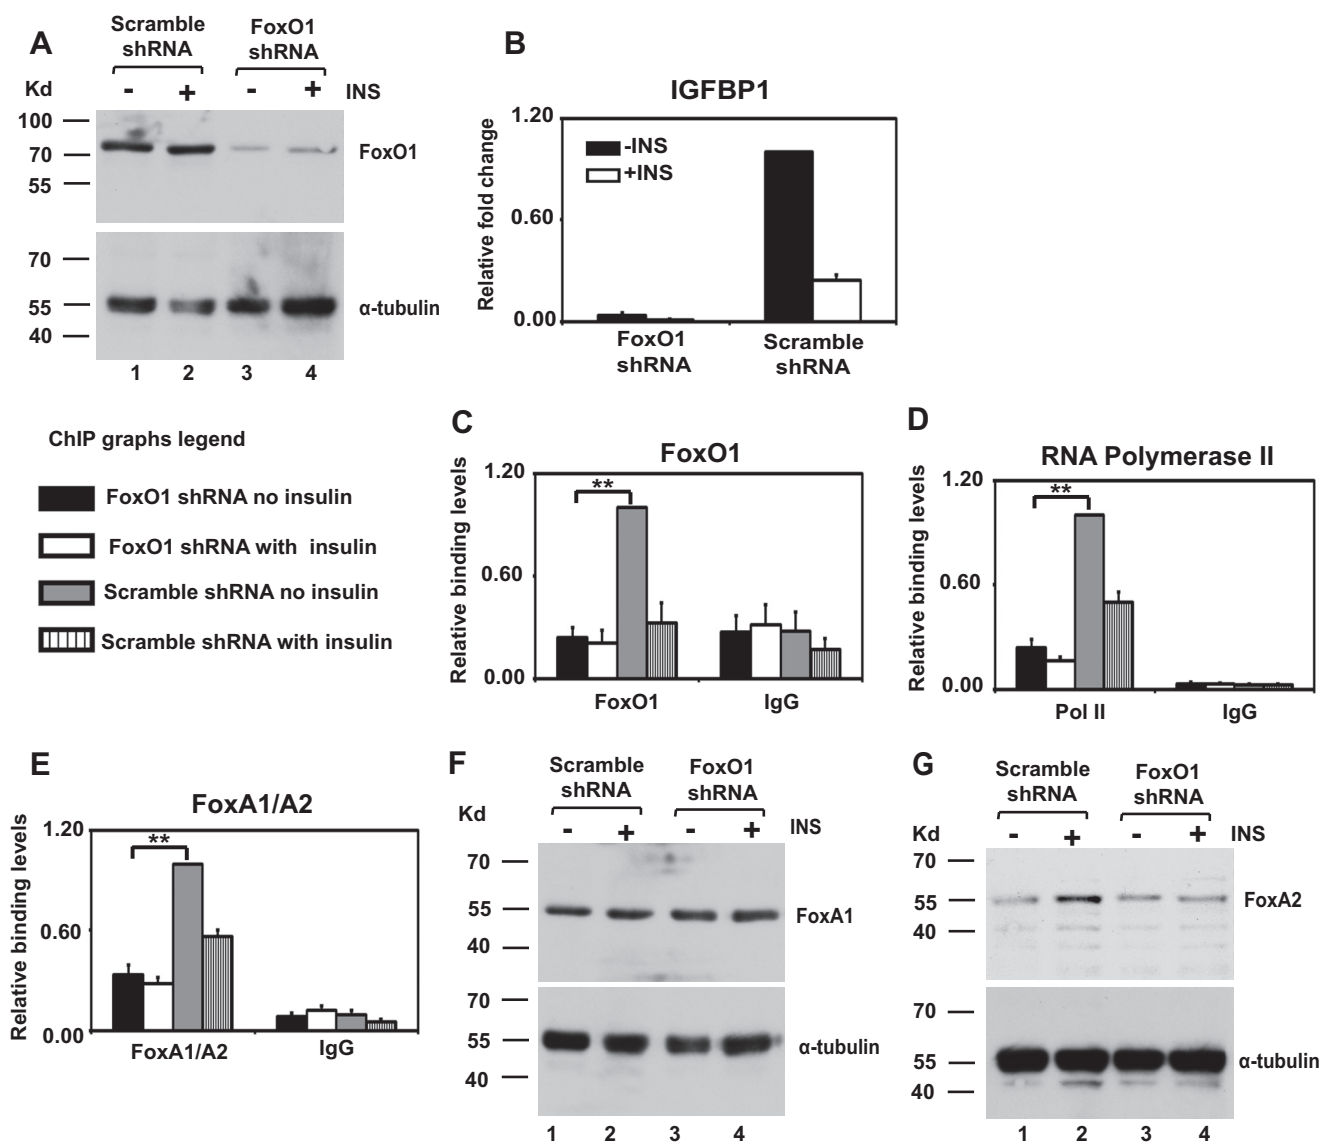 A
Scramble shRNA
FoxO1 shRNA
Kd
- + - + INS
100
70
55
FoxO1
70
55
40
α-tubulin
1 2 3 4
B
IGFBP1
Relative fold change
1.20
0.60
0.00
-INS
+INS
FoxO1 shRNA
Scramble shRNA
ChIP graphs legend
FoxO1 shRNA no insulin
FoxO1 shRNA with insulin
Scramble shRNA no insulin
Scramble shRNA with insulin
C
FoxO1
Relative binding levels
1.20
0.60
0.00
**
FoxO1
IgG
D
RNA Polymerase II
Relative binding levels
1.20
0.60
0.00
**
Pol II
IgG
E
FoxA1/A2
Relative binding levels
1.20
0.60
0.00
**
FoxA1/A2
IgG
F
Scramble shRNA
FoxO1 shRNA
Kd
- + - + INS
70
55
40
FoxA1
70
55
40
α-tubulin
1 2 3 4
G
Scramble shRNA
FoxO1 shRNA
Kd
- + - + INS
70
55
40
FoxA2
70
55
40
α-tubulin
1 2 3 4